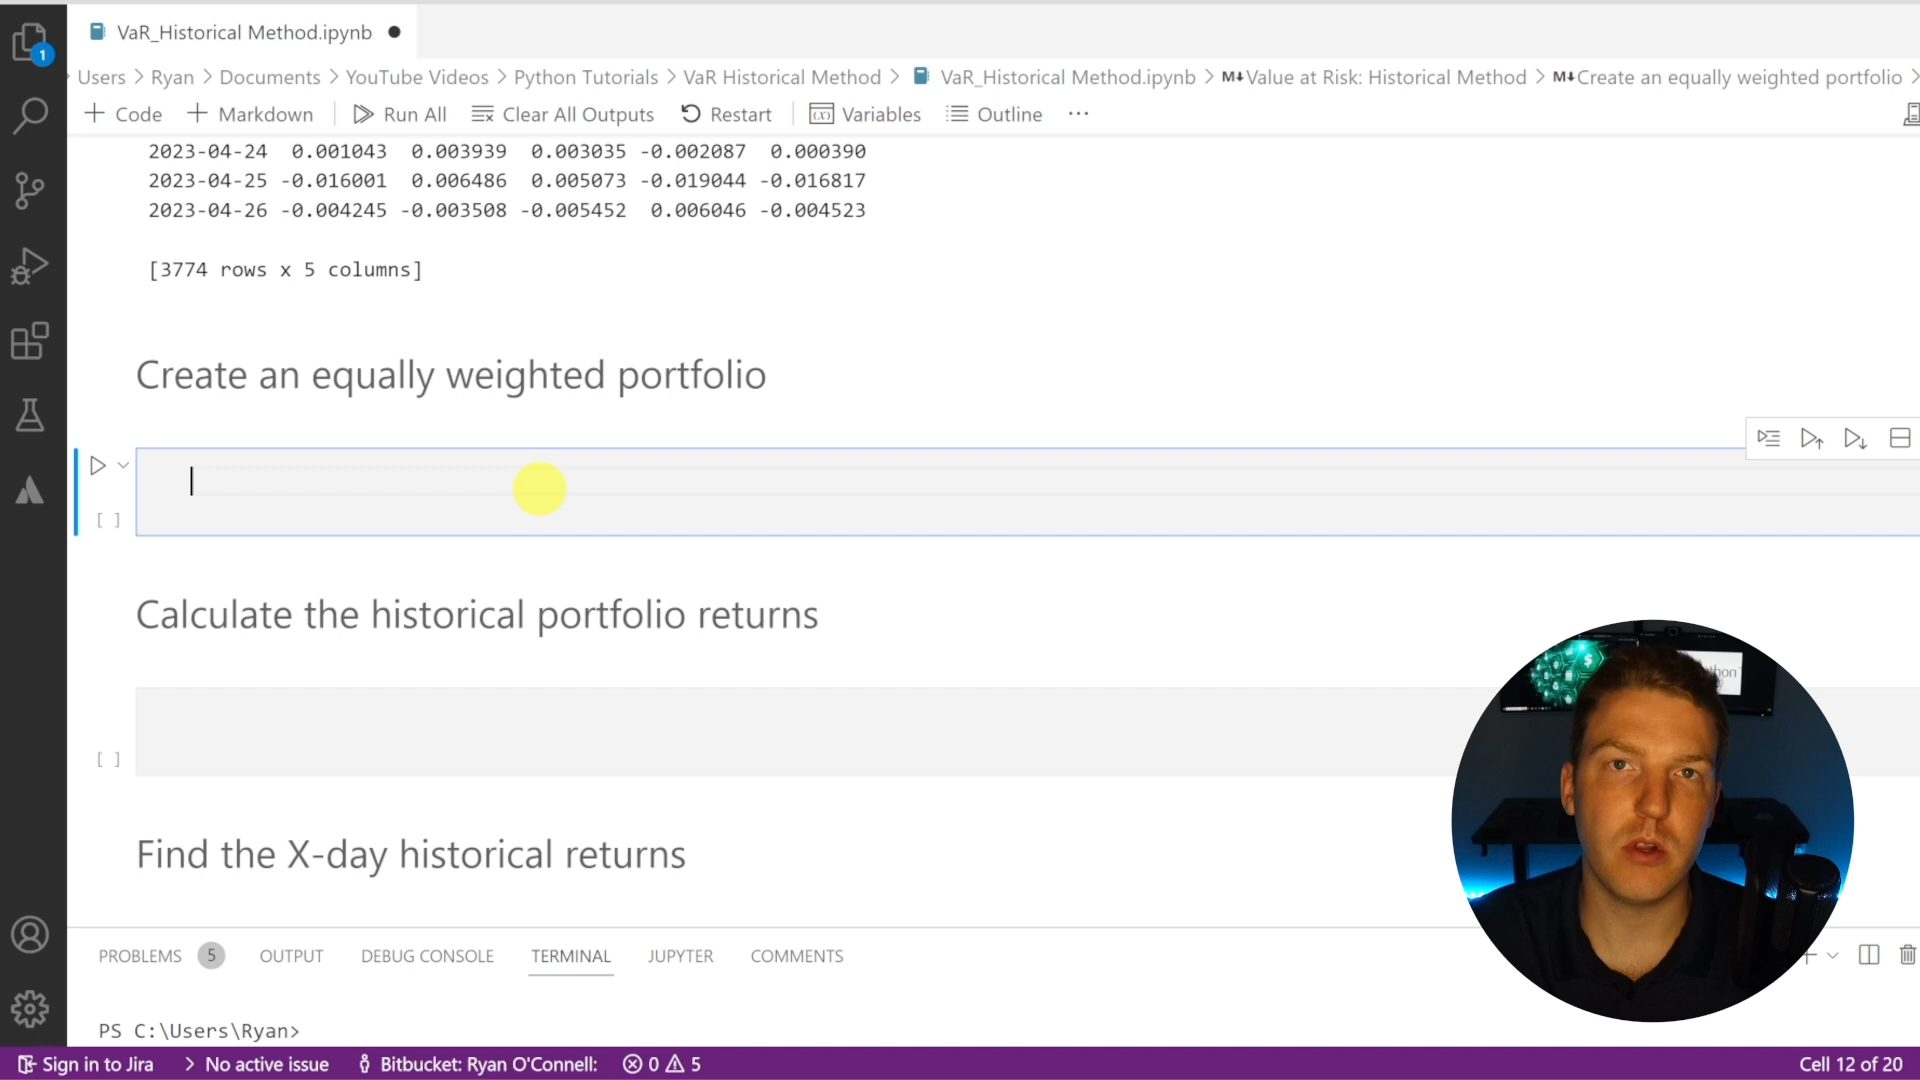 VaR_Historical Method.ipynb
1
Users > Ryan > Documents > YouTube Videos > Python Tutorials > VaR Historical Method > VaR_Historical Method.ipynb > M↓Value at Risk: Historical Method > M↓Create an equally weighted portfolio >
+ Code + Markdown Run All Clear All Outputs Restart Variables Outline ...
2023-04-24 0.001043 0.003939 0.003035 -0.002087 0.000390
2023-04-25 -0.016001 0.006486 0.005073 -0.019044 -0.016817
2023-04-26 -0.004245 -0.003508 -0.005452 0.006046 -0.004523
[3774 rows x 5 columns]
Create an equally weighted portfolio
[ ]
Calculate the historical portfolio returns
[ ]
Find the X-day historical returns
PROBLEMS 5 OUTPUT DEBUG CONSOLE TERMINAL JUPYTER COMMENTS
PS C:\Users\Ryan>
Sign in to Jira > No active issue Bitbucket: Ryan O'Connell: 0 5 Cell 12 of 20